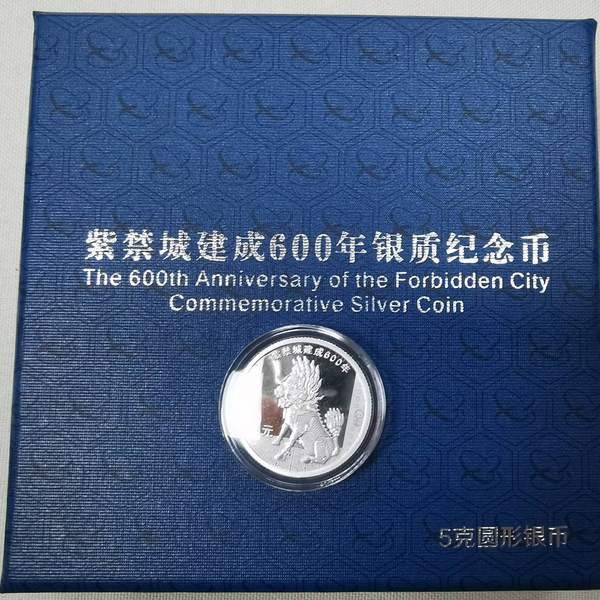 紫禁城建成600年银质纪念币
The 600th Anniversary of the Forbidden City
Commemorative Silver Coin
紫禁城建成600年
元
5克圆形银币